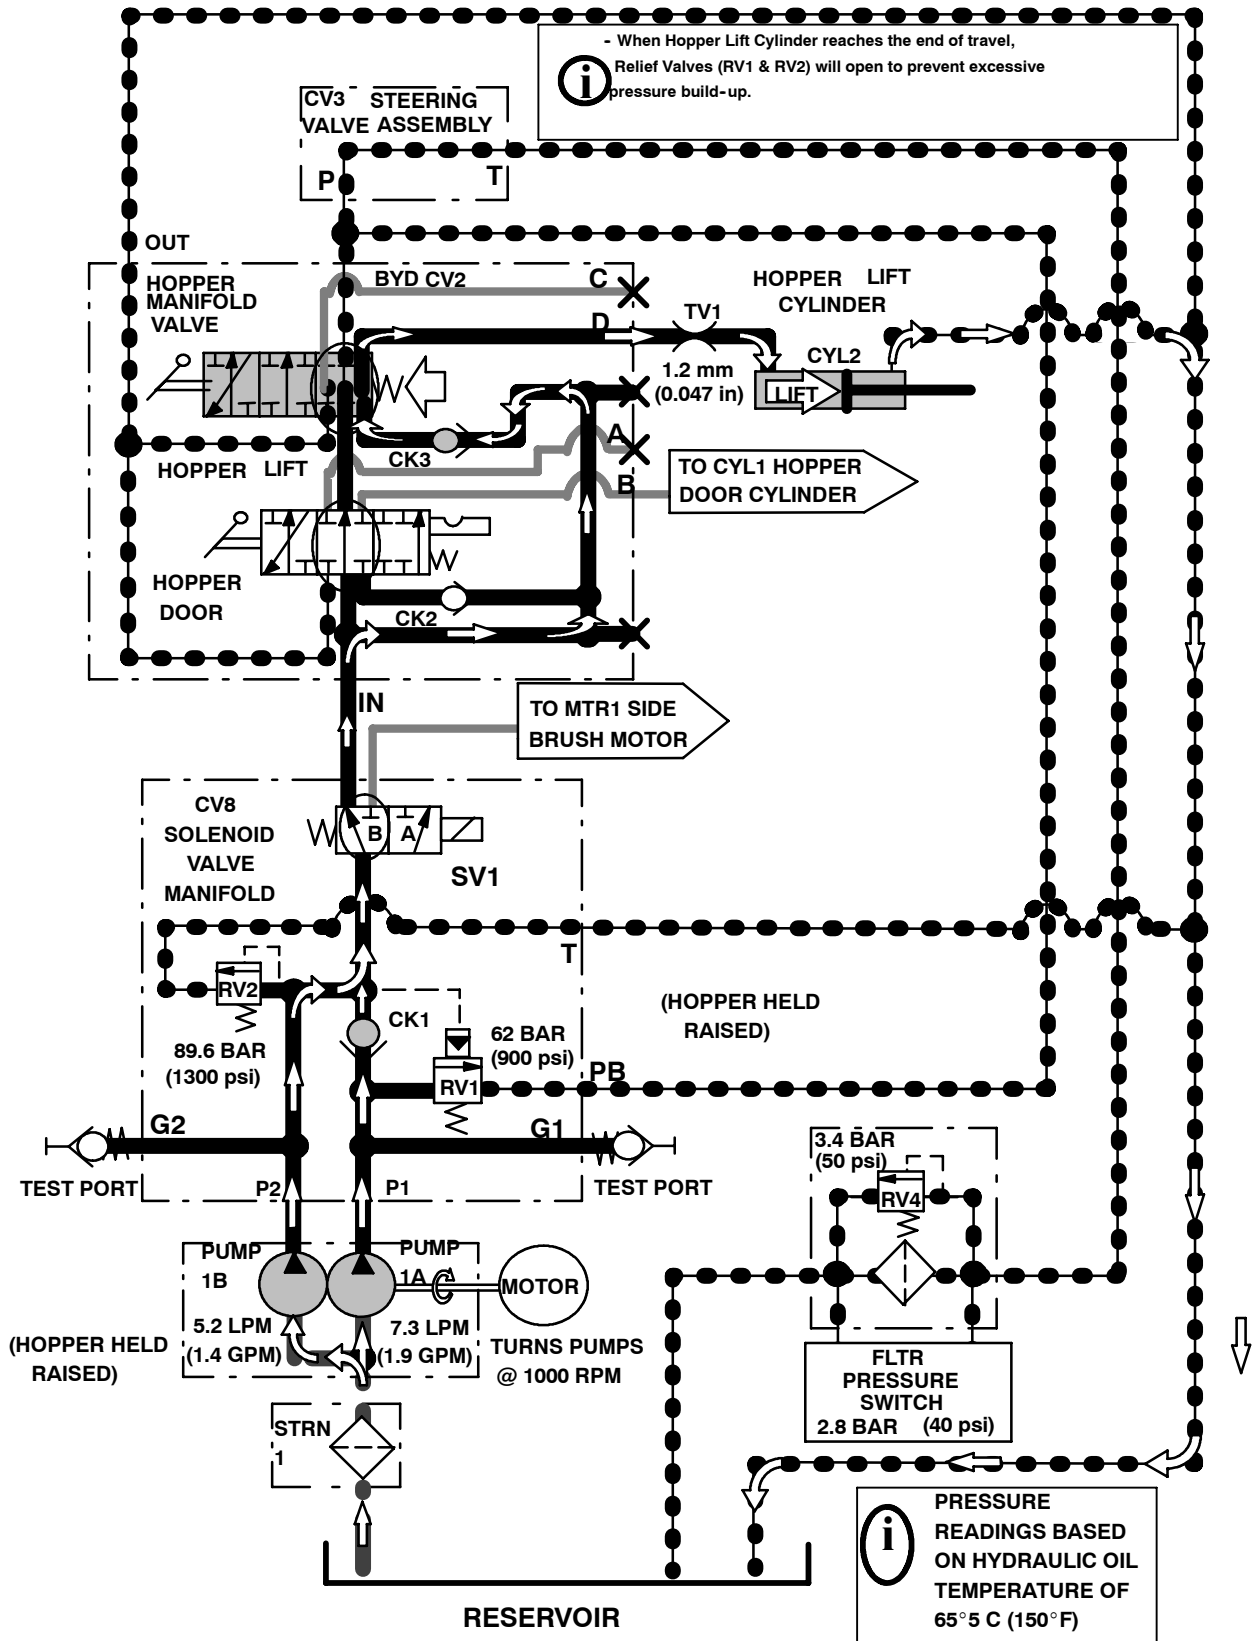 - When Hopper Lift Cylinder reaches the end of travel,
Relief Valves (RV1 & RV2) will open to prevent excessive
pressure build-up.
i
CV3 STEERING
VALVE ASSEMBLY
P
T
OUT
HOPPER
MANIFOLD
VALVE
BYD CV2
C
HOPPER LIFT
CYLINDER
D
TV1
CYL2
1.2 mm
(0.047 in)
LIFT
A
CK3
HOPPER LIFT
B
TO CYL1 HOPPER
DOOR CYLINDER
HOPPER
DOOR
CK2
IN
TO MTR1 SIDE
BRUSH MOTOR
CV8
SOLENOID
VALVE
MANIFOLD
B
A
SV1
T
RV2
(HOPPER HELD
RAISED)
CK1
89.6 BAR
(1300 psi)
62 BAR
(900 psi)
RV1
PB
G2
G1
TEST PORT
P2
P1
TEST PORT
3.4 BAR
(50 psi)
RV4
PUMP
1B
PUMP
1A
MOTOR
5.2 LPM
(1.4 GPM)
7.3 LPM
(1.9 GPM)
TURNS PUMPS
@ 1000 RPM
(HOPPER HELD
RAISED)
FLTR
PRESSURE
SWITCH
2.8 BAR (40 psi)
STRN
1
i
PRESSURE
READINGS BASED
ON HYDRAULIC OIL
TEMPERATURE OF
65°5 C (150°F)
RESERVOIR